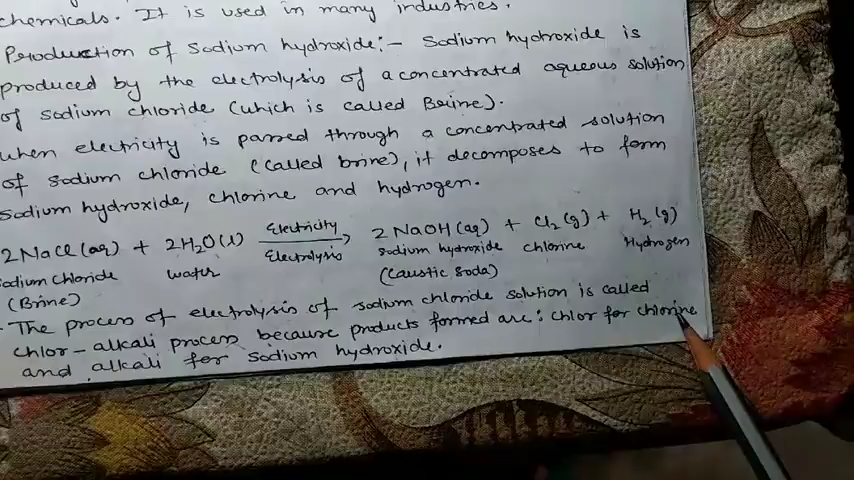 chemicals. It is used in many industries.
Production of Sodium hydroxide:- Sodium hydroxide is
produced by the electrolysis of a concentrated aqueous solution
of sodium chloride (which is called Brine).
when electricity is passed through a concentrated solution
of sodium chloride (called brine), it decomposes to form
sodium hydroxide, chlorine and hydrogen.
2NaCl(aq) + 2H2O(l) Electricity Electrolysis → 2NaOH(aq) + Cl2(g) + H2(g)
Sodium chloride water sodium hydroxide chlorine Hydrogen
(Brine) (Caustic Soda)
- The process of electrolysis of sodium chloride solution is called
chlor-alkali process because products formed are: chlor for chlorine
and alkali for sodium hydroxide.